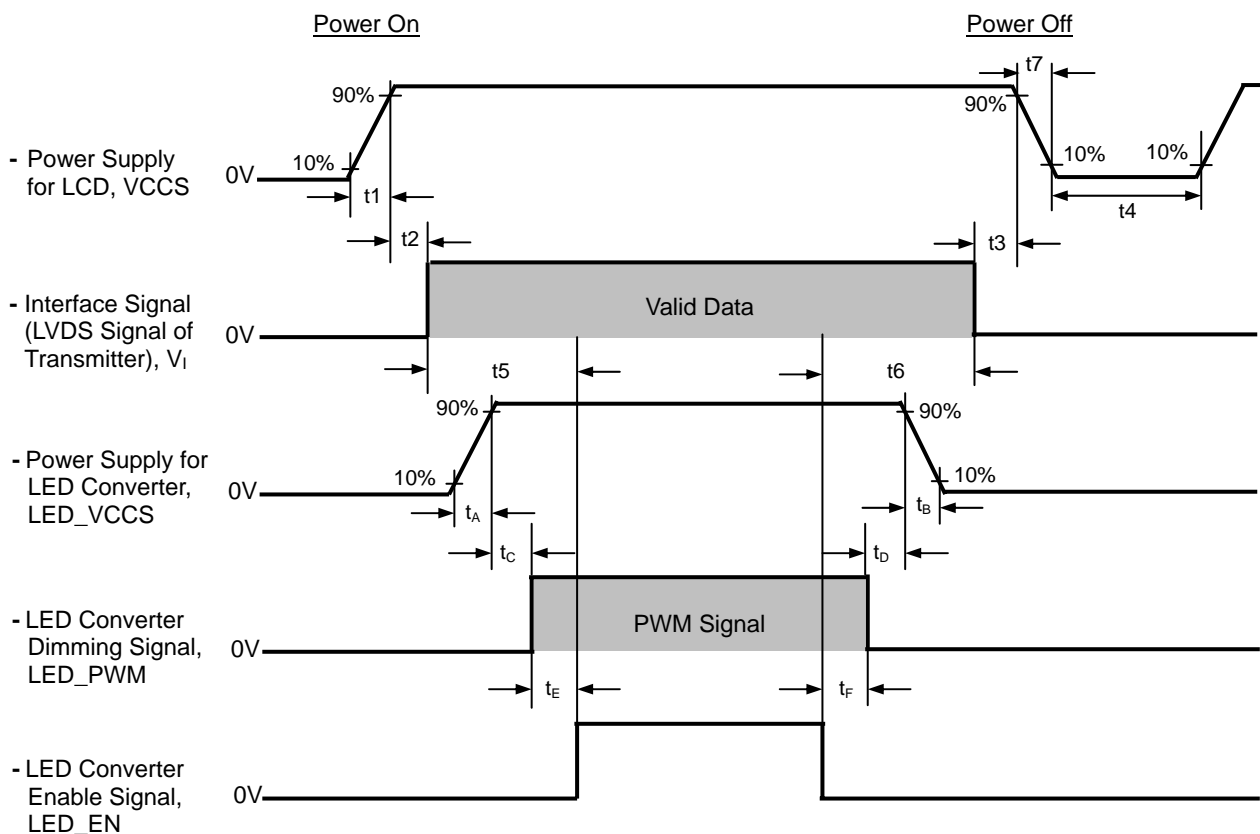 Power On
Power Off
t7
90%
90%
- Power Supply
for LCD, VCCS
10%
10%
10%
0V
t1
t4
t2
t3
- Interface Signal
(LVDS Signal of
Transmitter), VI
Valid Data
0V
t5
t6
90%
90%
- Power Supply for
LED Converter,
LED_VCCS
10%
10%
0V
tA
tB
tC
tD
- LED Converter
Dimming Signal,
LED_PWM
PWM Signal
0V
tE
tF
- LED Converter
Enable Signal,
LED_EN
0V